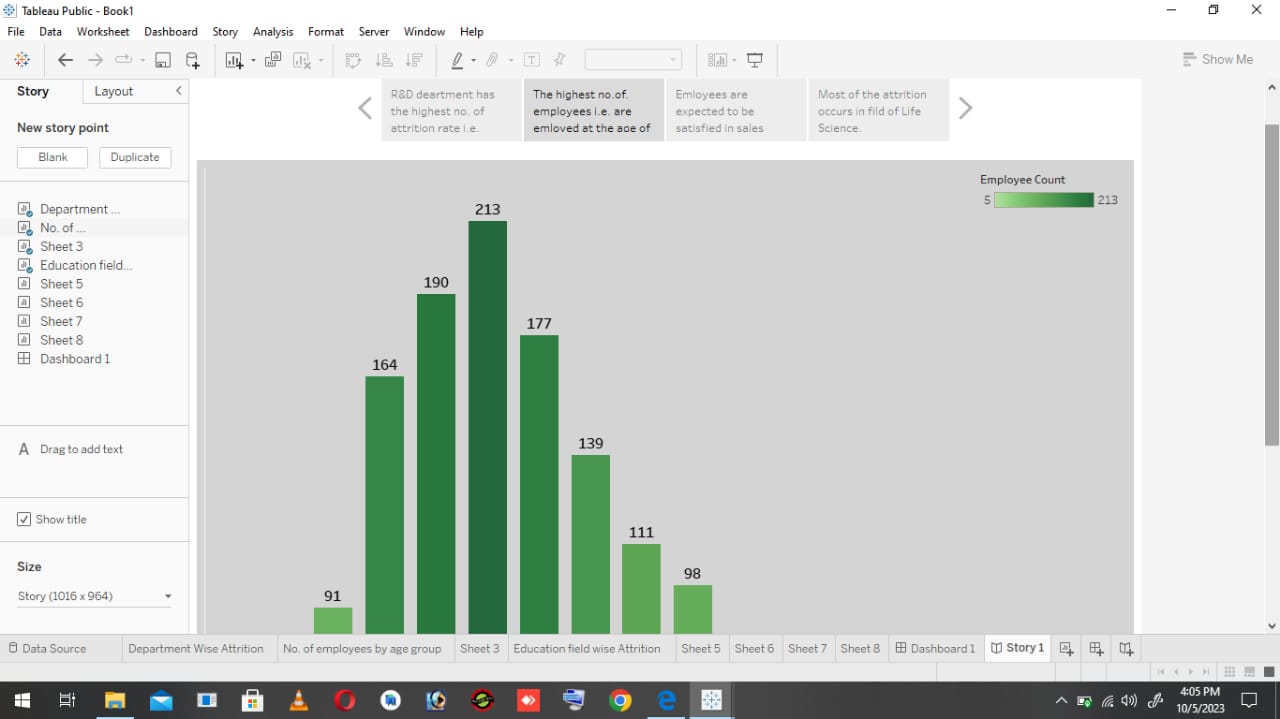 Tableau Public - Book1
File Data Worksheet Dashboard Story Analysis Format Server Window Help
Show Me
Story Layout
New story point
Blank Duplicate
Department ...
No. of ...
Sheet 3
Education field...
Sheet 5
Sheet 6
Sheet 7
Sheet 8
Dashboard 1
A Drag to add text
Show title
Size
Story (1016 x 964)
R&D deartment has
the highest no. of
attrition rate i.e.
The highest no.of.
employees i.e. are
emloyed at the age of
Emloyees are
expected to be
satisfied in sales
Most of the attrition
occurs in fild of Life
Science.
Employee Count
5 213
213
190
177
164
139
111
98
91
Data Source Department Wise Attrition No. of employees by age group Sheet 3 Education field wise Attrition Sheet 5 Sheet 6 Sheet 7 Sheet 8 Dashboard 1 Story 1
4:05 PM
10/5/2023